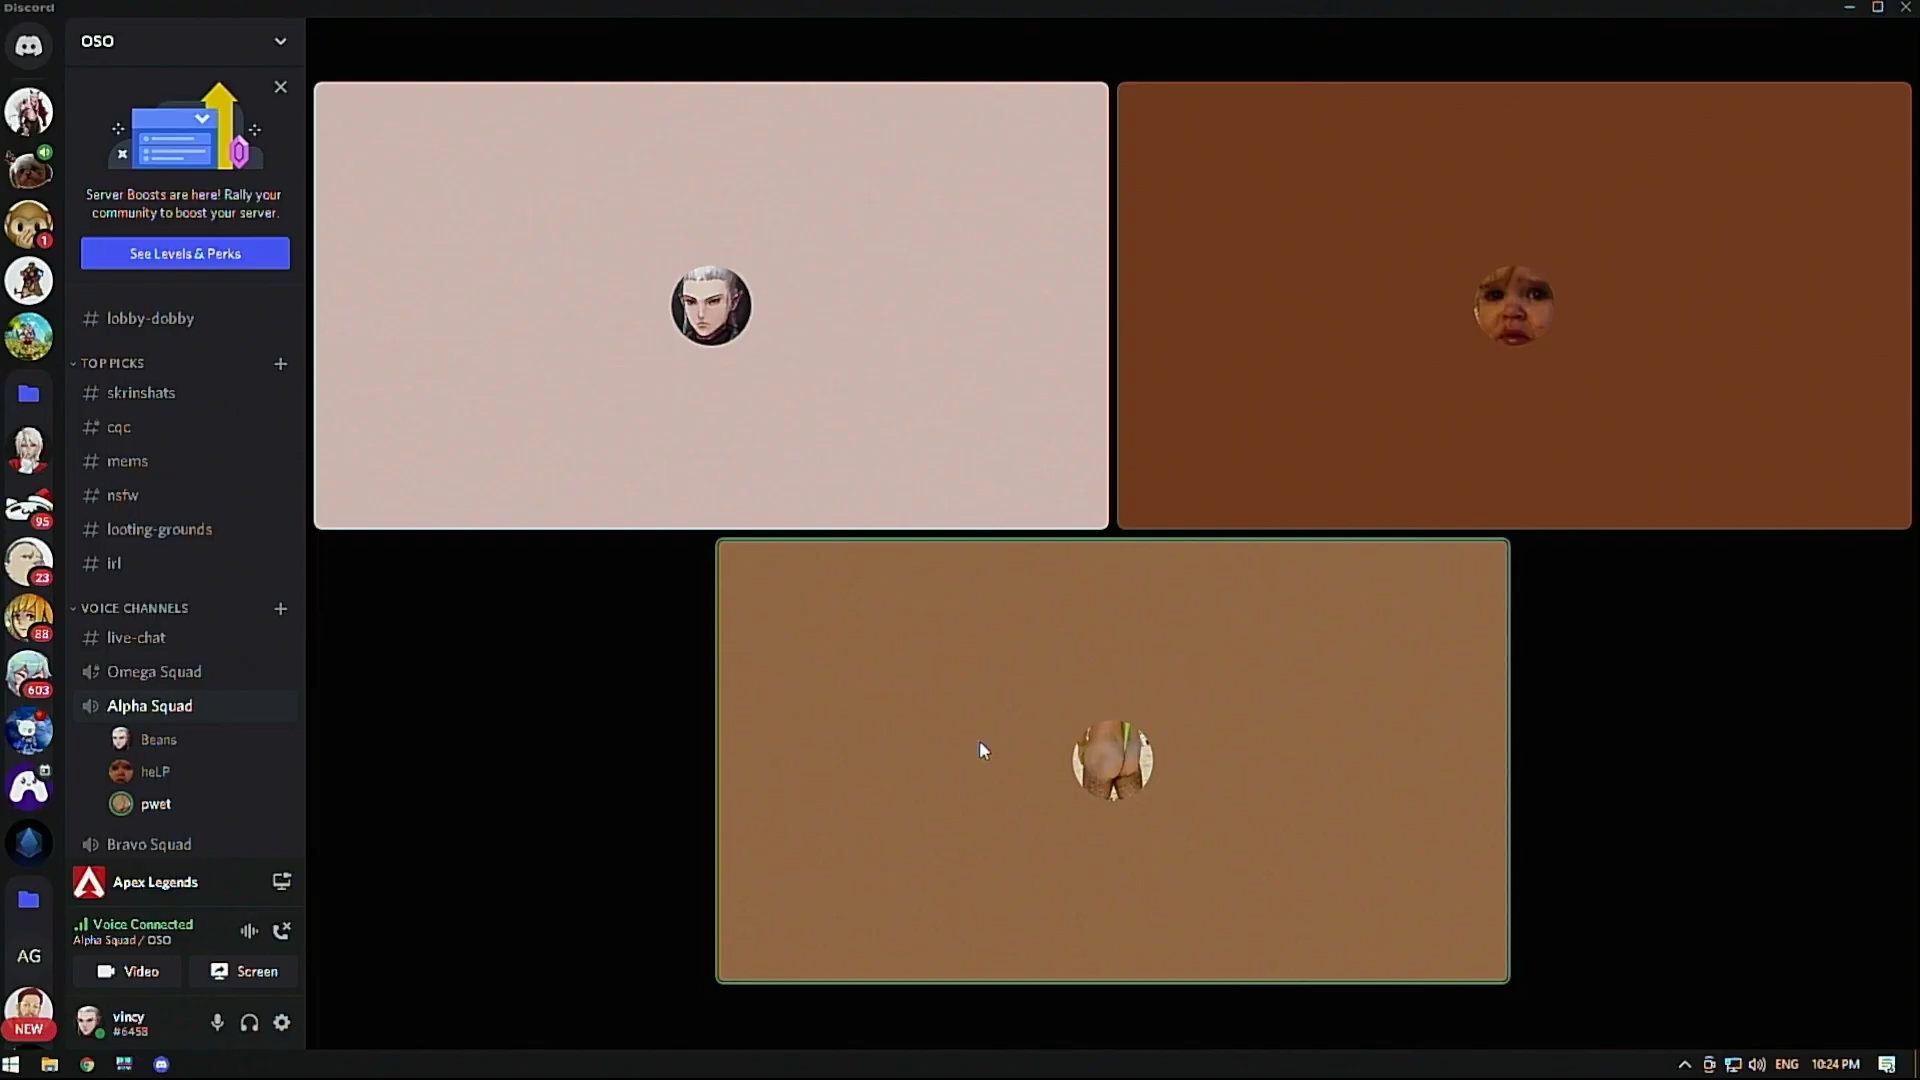 Discord
OSO
Server Boosts are here! Rally your
community to boost your server.
See Levels & Perks
lobby-dobby
TOP PICKS
skrinshats
cqc
mems
nsfw
looting-grounds
irl
VOICE CHANNELS
live-chat
Omega Squad
Alpha Squad
Beans
heLP
pwet
Bravo Squad
Apex Legends
Voice Connected
Alpha Squad / OSO
Video
Screen
vincy
#6458
1
95
23
88
603
AG
NEW
ENG
10:24 PM